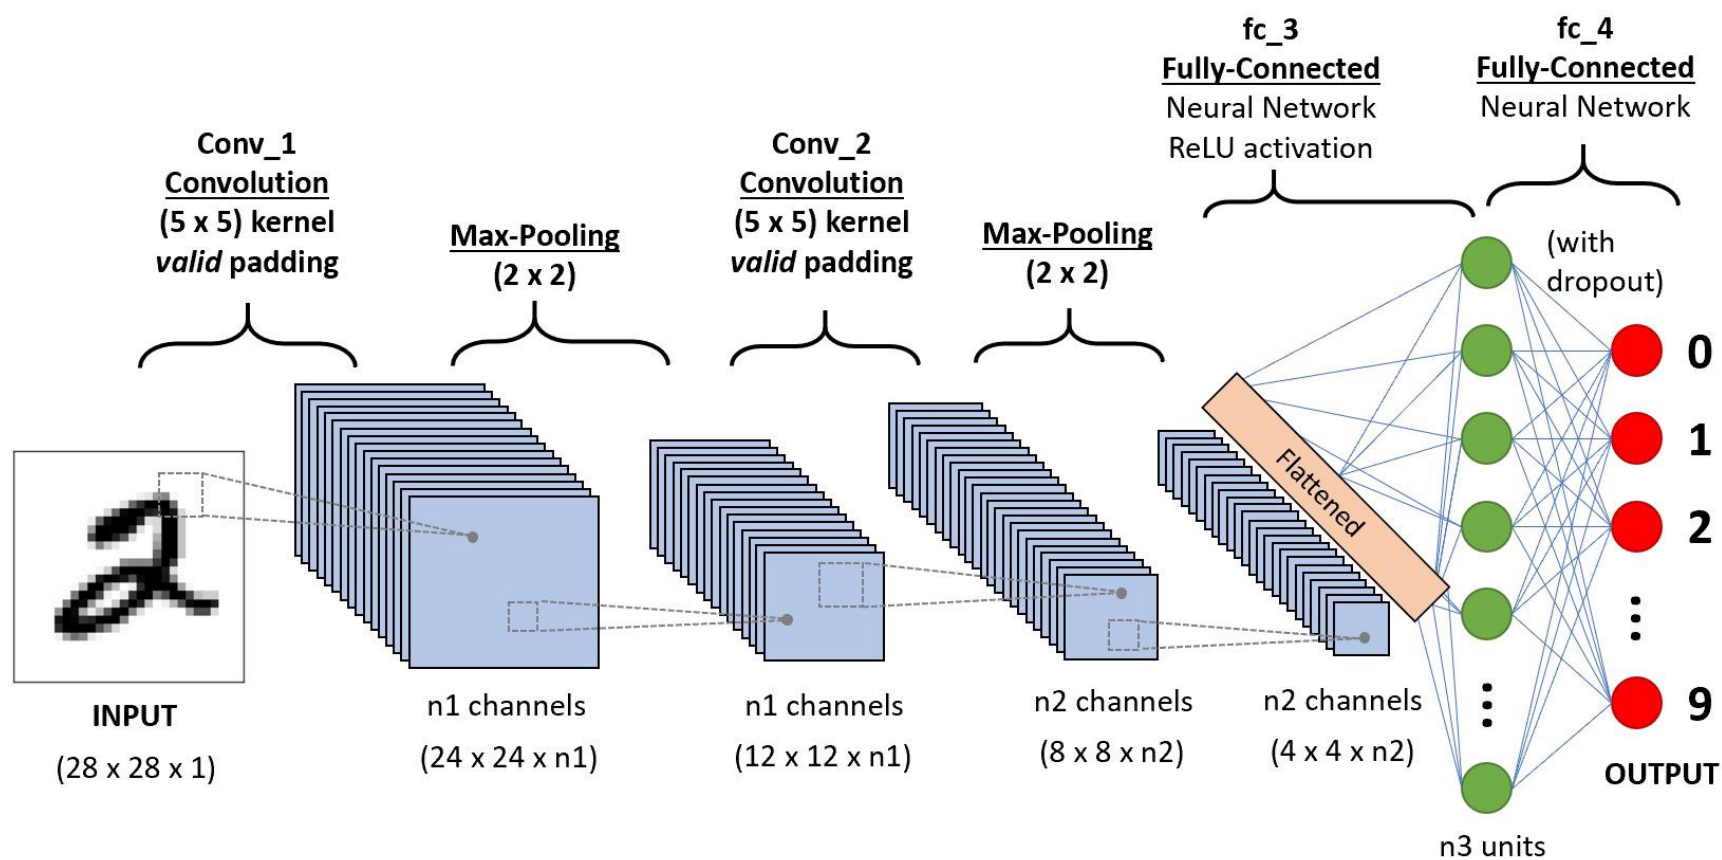 Conv_1
Convolution
(5 x 5) kernel
valid padding
Max-Pooling
(2 x 2)
Conv_2
Convolution
(5 x 5) kernel
valid padding
Max-Pooling
(2 x 2)
fc_3
Fully-Connected
Neural Network
ReLU activation
fc_4
Fully-Connected
Neural Network
(with
dropout)
Flattened
0
1
2
9
OUTPUT
INPUT
(28 x 28 x 1)
n1 channels
(24 x 24 x n1)
n1 channels
(12 x 12 x n1)
n2 channels
(8 x 8 x n2)
n2 channels
(4 x 4 x n2)
n3 units